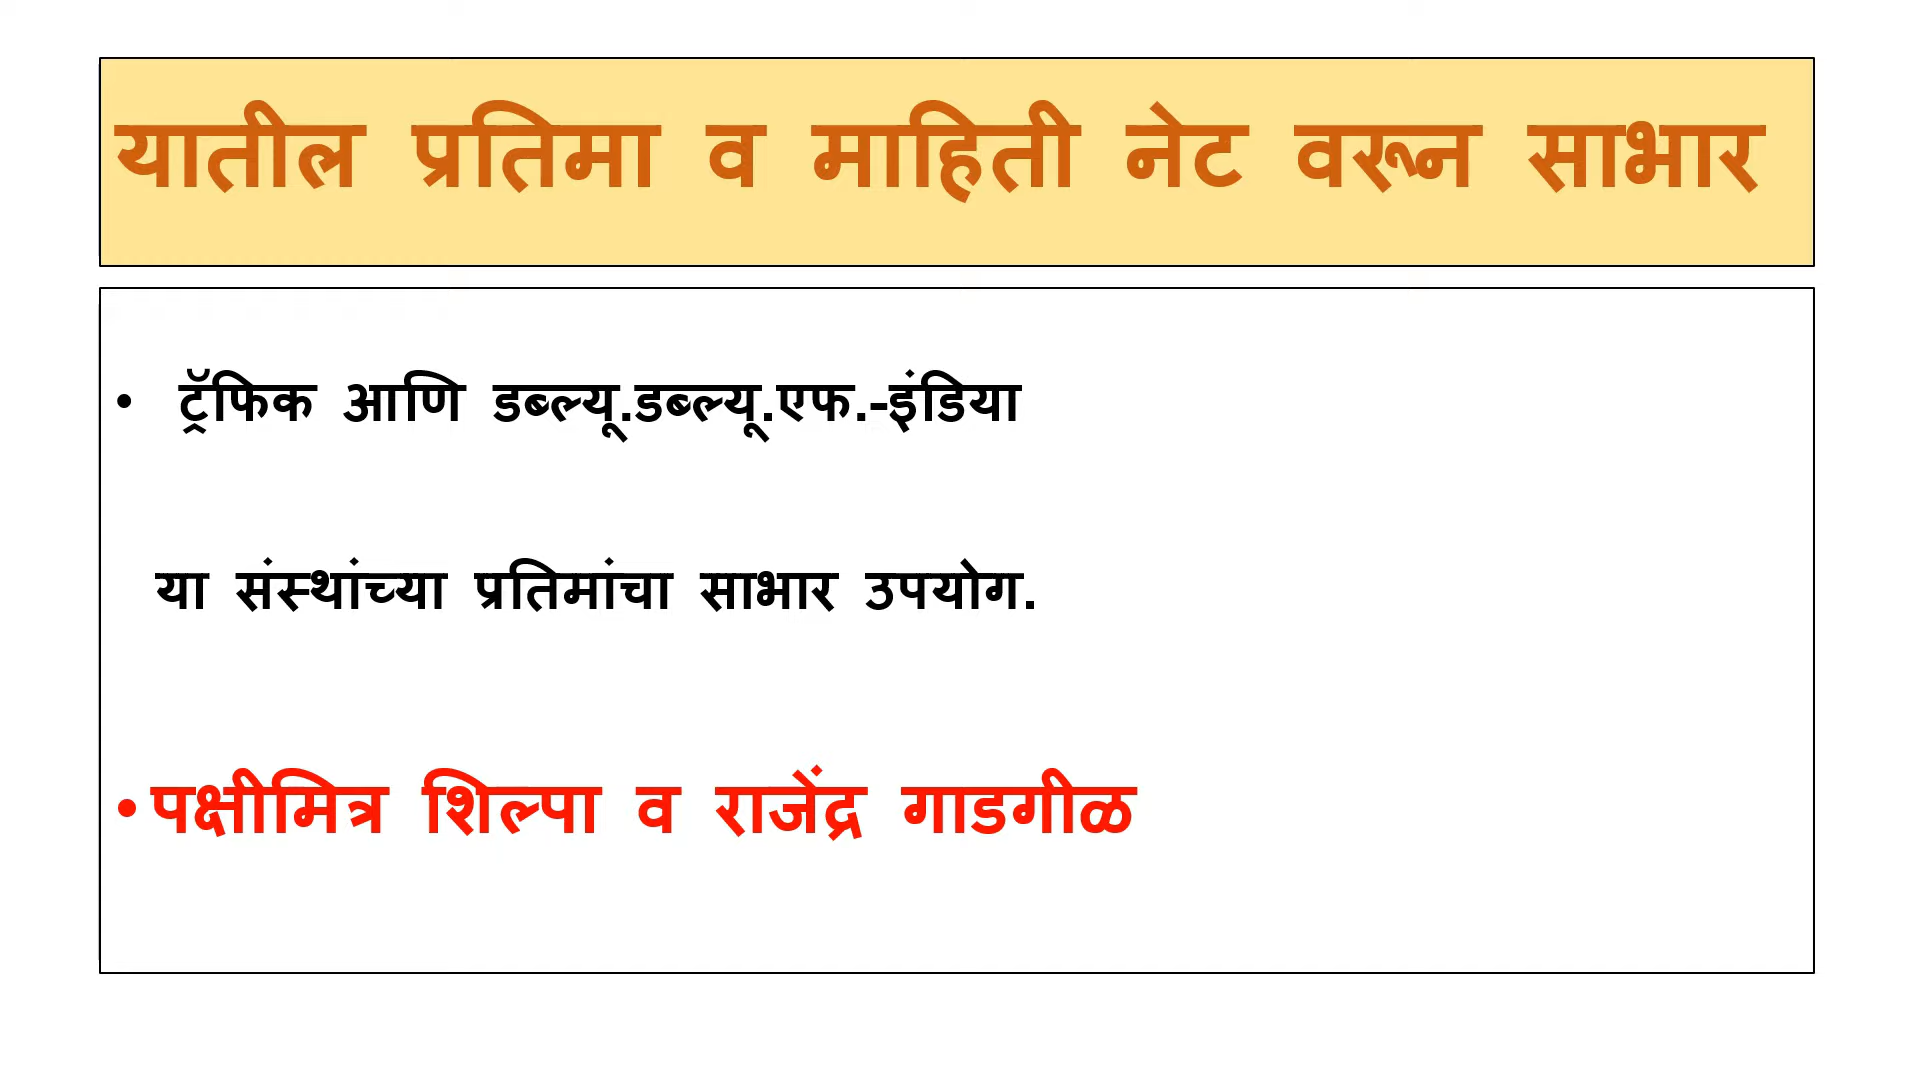 यातील प्रतिमा व माहिती नेट वरून साभार
• ट्रॅफिक आणि डब्ल्यू.डब्ल्यू.एफ.-इंडिया
या संस्थांच्या प्रतिमांचा साभार उपयोग.
• पक्षीमित्र शिल्पा व राजेंद्र गाडगीळ